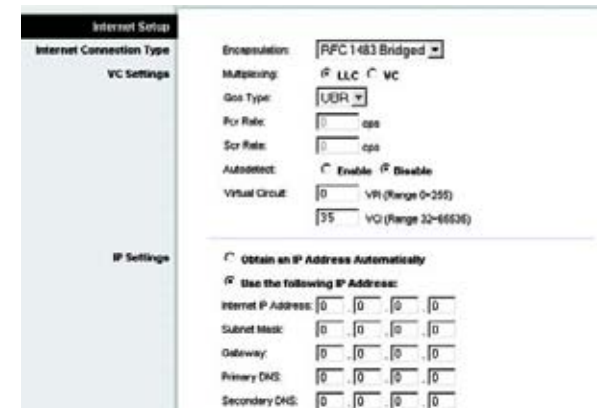 Internet Setup
Internet Connection Type
Encapsulation: RFC 1483 Bridged
VC Settings
Multiplexing: LLC VC
Qos Type: UBR
Pcr Rate: 0 cps
Scr Rate: 0 cps
Autodetect: Enable Disable
Virtual Circuit: 0 VPI (Range 0~255)
35 VCI (Range 32~65535)
IP Settings
Obtain an IP Address Automatically
Use the following IP Address:
Internet IP Address: 0 . 0 . 0 . 0
Subnet Mask: 0 . 0 . 0 . 0
Gateway: 0 . 0 . 0 . 0
Primary DNS: 0 . 0 . 0 . 0
Secondary DNS: 0 . 0 . 0 . 0